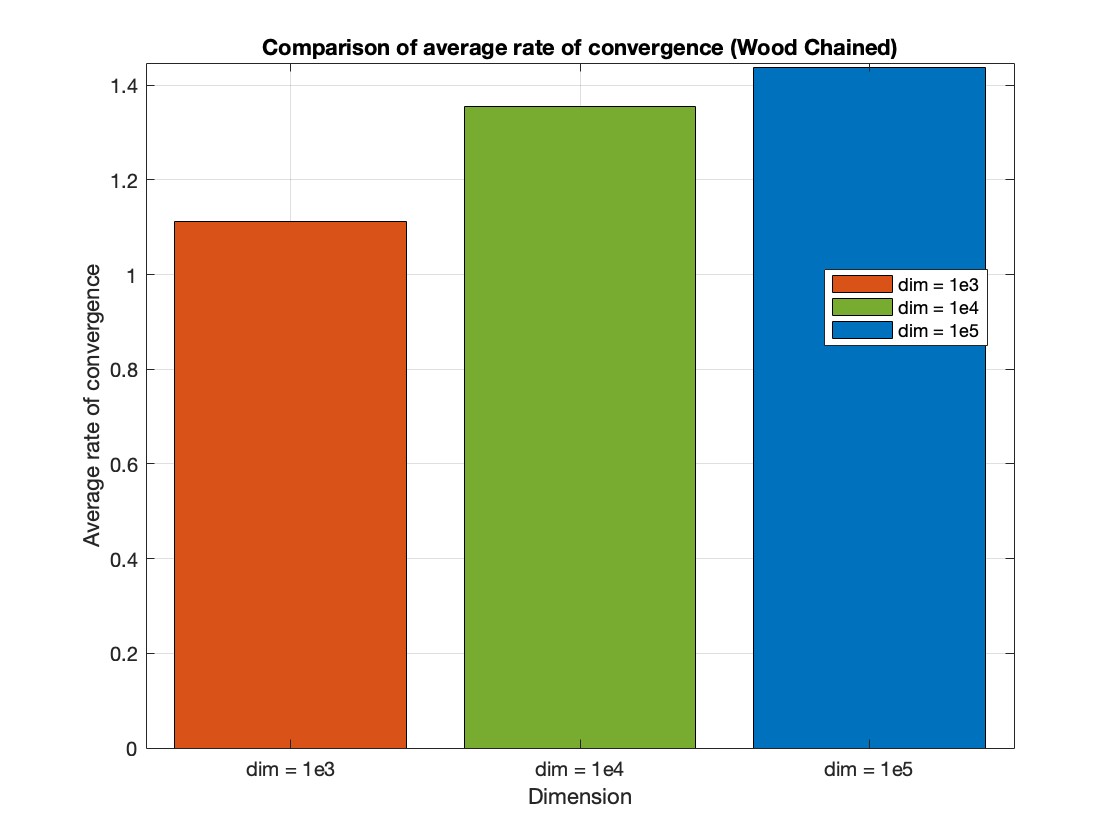 Comparison of average rate of convergence (Wood Chained)
Average rate of convergence
1.4
1.2
1
0.8
0.6
0.4
0.2
0
dim = 1e3
dim = 1e4
dim = 1e5
dim = 1e3
dim = 1e4
dim = 1e5
Dimension